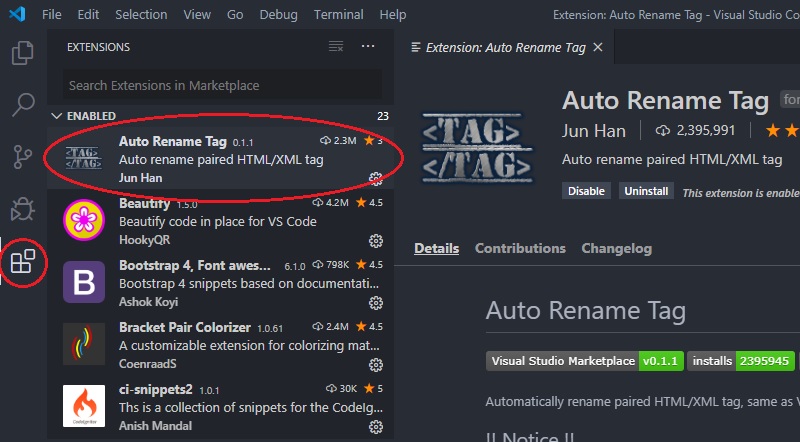 File Edit Selection View Go Debug Terminal Help Extension: Auto Rename Tag - Visual Studio Co
EXTENSIONS
Search Extensions in Marketplace
ENABLED 23
Auto Rename Tag 0.1.1 2.3M 3
Auto rename paired HTML/XML tag
Jun Han
Beautify 1.5.0 4.2M 4.5
Beautify code in place for VS Code
HookyQR
B
Bootstrap 4, Font awes... 6.1.0 798K 4.5
Bootstrap 4 snippets based on documentati...
Ashok Koyi
Bracket Pair Colorizer 1.0.61 2.4M 4.5
A customizable extension for colorizing mat...
CoenraadS
CodeIgniter
ci-snippets2 1.0.1 30K 5
Ths is a collection of snippets for the CodeIg...
Anish Mandal
Extension: Auto Rename Tag
<TAG>
</TAG>
Auto Rename Tag for
Jun Han 2,395,991
Auto rename paired HTML/XML tag
Disable Uninstall This extension is enable
Details Contributions Changelog
Auto Rename Tag
Visual Studio Marketplace v0.1.1 installs 2395945
Automatically rename paired HTML/XML tag, same as V
!! Notice !!